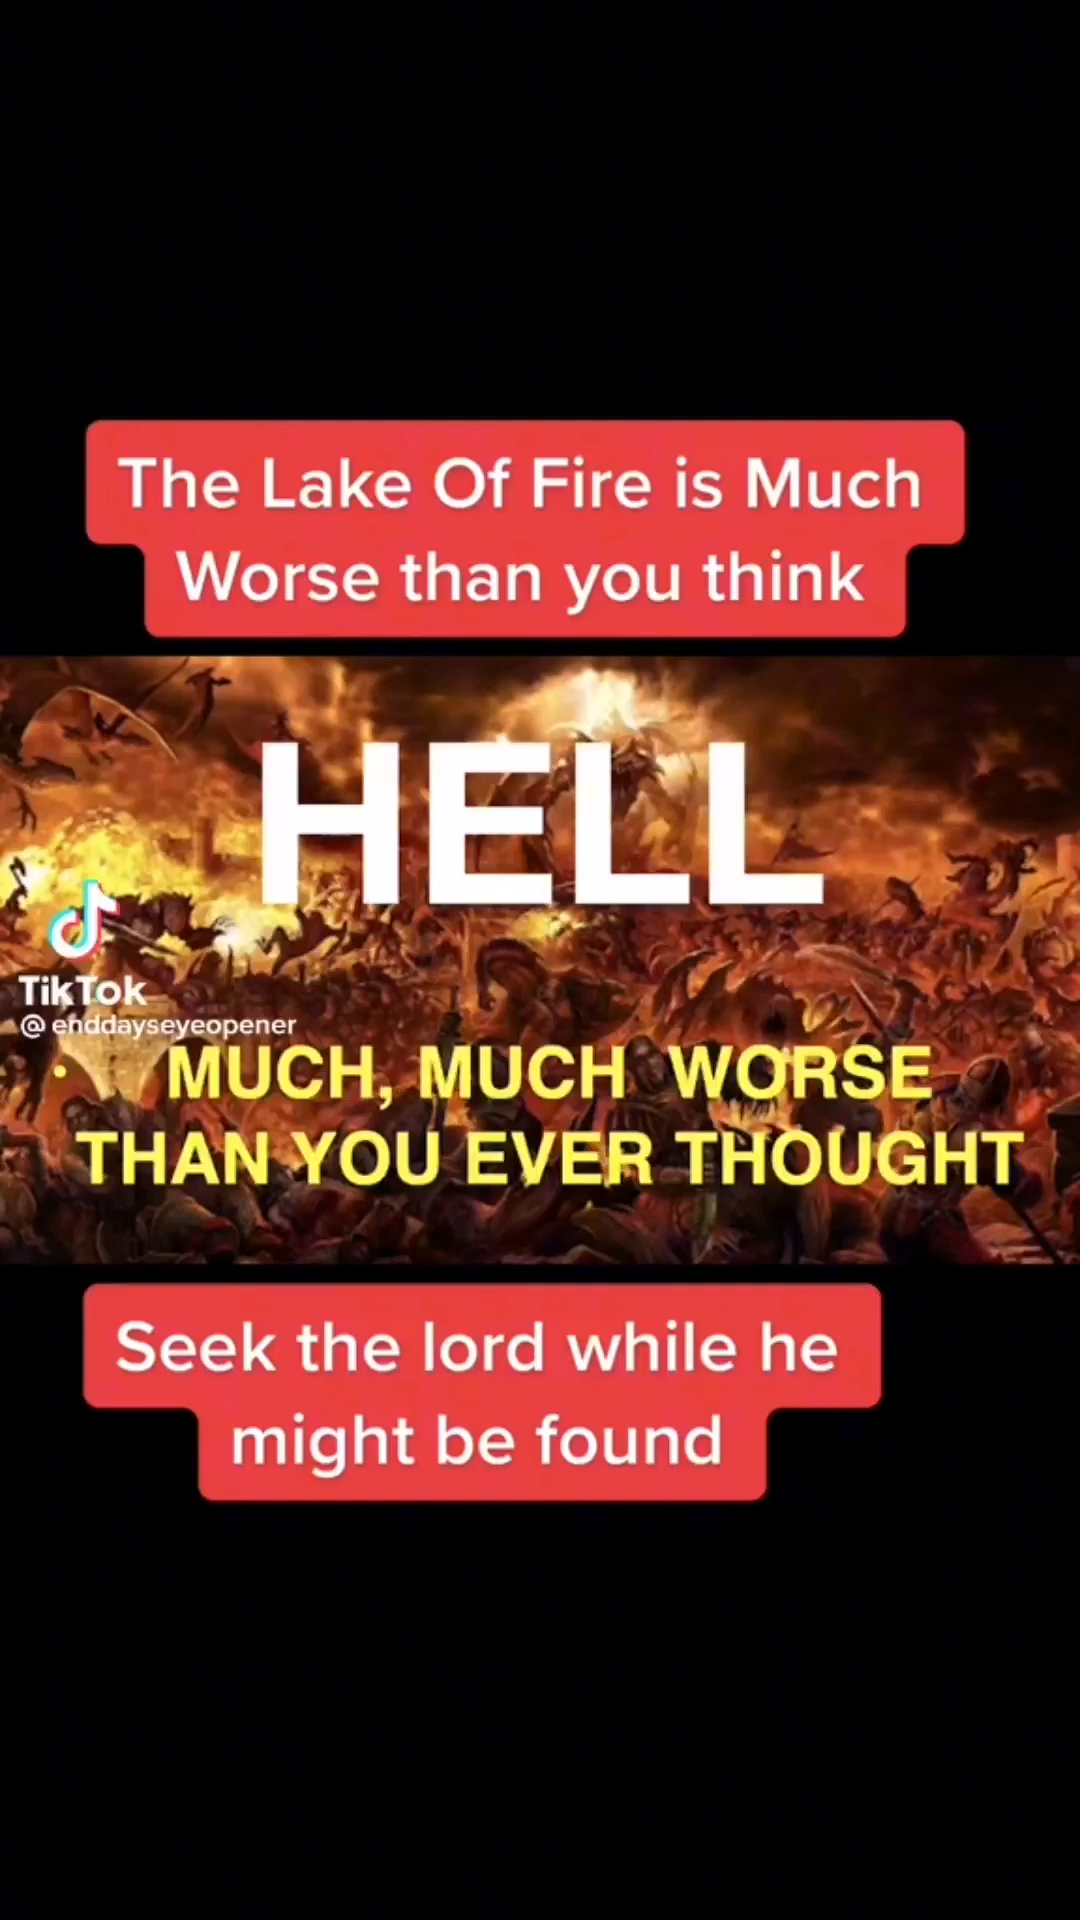 The Lake Of Fire is Much
Worse than you think
HELL
TikTok
@enddayseyeopener
• MUCH, MUCH WORSE
THAN YOU EVER THOUGHT
Seek the lord while he
might be found